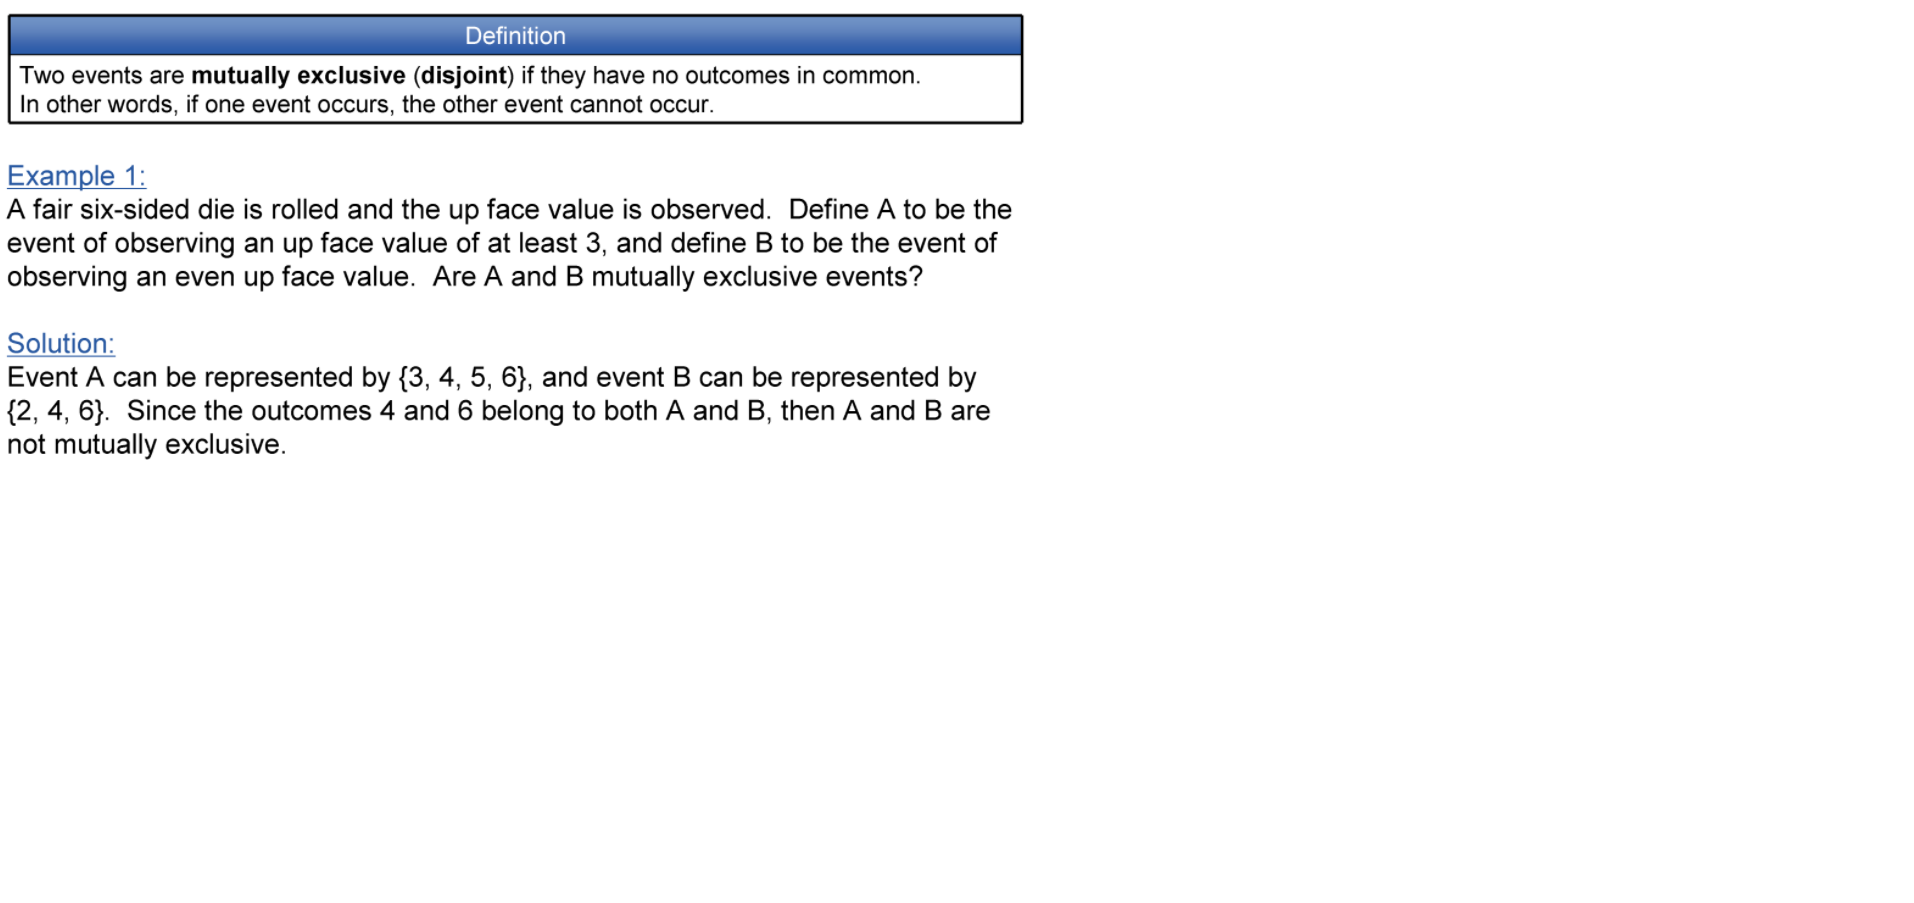 Definition
Two events are mutually exclusive (disjoint) if they have no outcomes in common.
In other words, if one event occurs, the other event cannot occur.
Example 1:
A fair six-sided die is rolled and the up face value is observed.  Define A to be the
event of observing an up face value of at least 3, and define B to be the event of
observing an even up face value.  Are A and B mutually exclusive events?
Solution:
Event A can be represented by {3, 4, 5, 6}, and event B can be represented by
{2, 4, 6}.  Since the outcomes 4 and 6 belong to both A and B, then A and B are
not mutually exclusive.